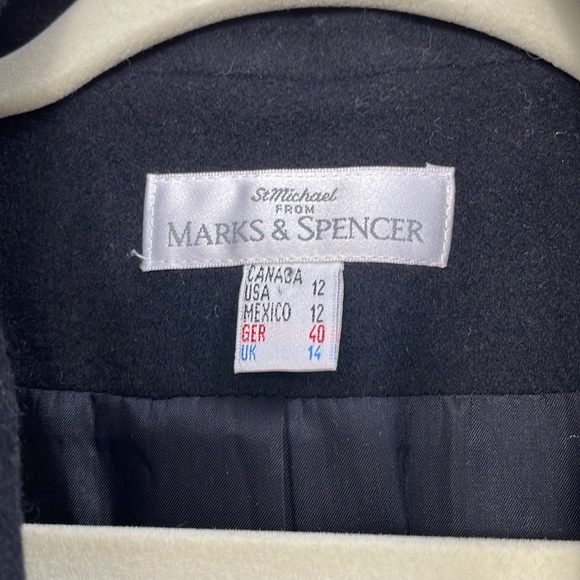 St Michael
FROM
MARKS & SPENCER
CANADA
USA 12
MEXICO 12
GER 40
UK 14